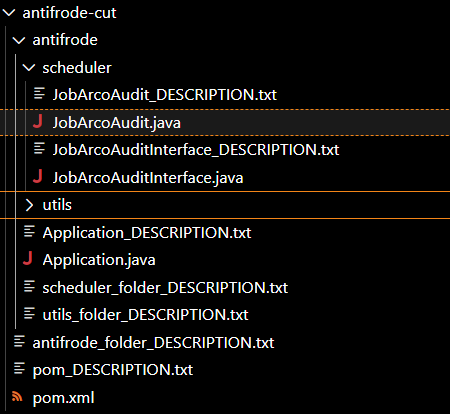 antifrode-cut
antifrode
scheduler
JobArcoAudit_DESCRIPTION.txt
JobArcoAudit.java
JobArcoAuditInterface_DESCRIPTION.txt
JobArcoAuditInterface.java
utils
Application_DESCRIPTION.txt
Application.java
scheduler_folder_DESCRIPTION.txt
utils_folder_DESCRIPTION.txt
antifrode_folder_DESCRIPTION.txt
pom_DESCRIPTION.txt
pom.xml